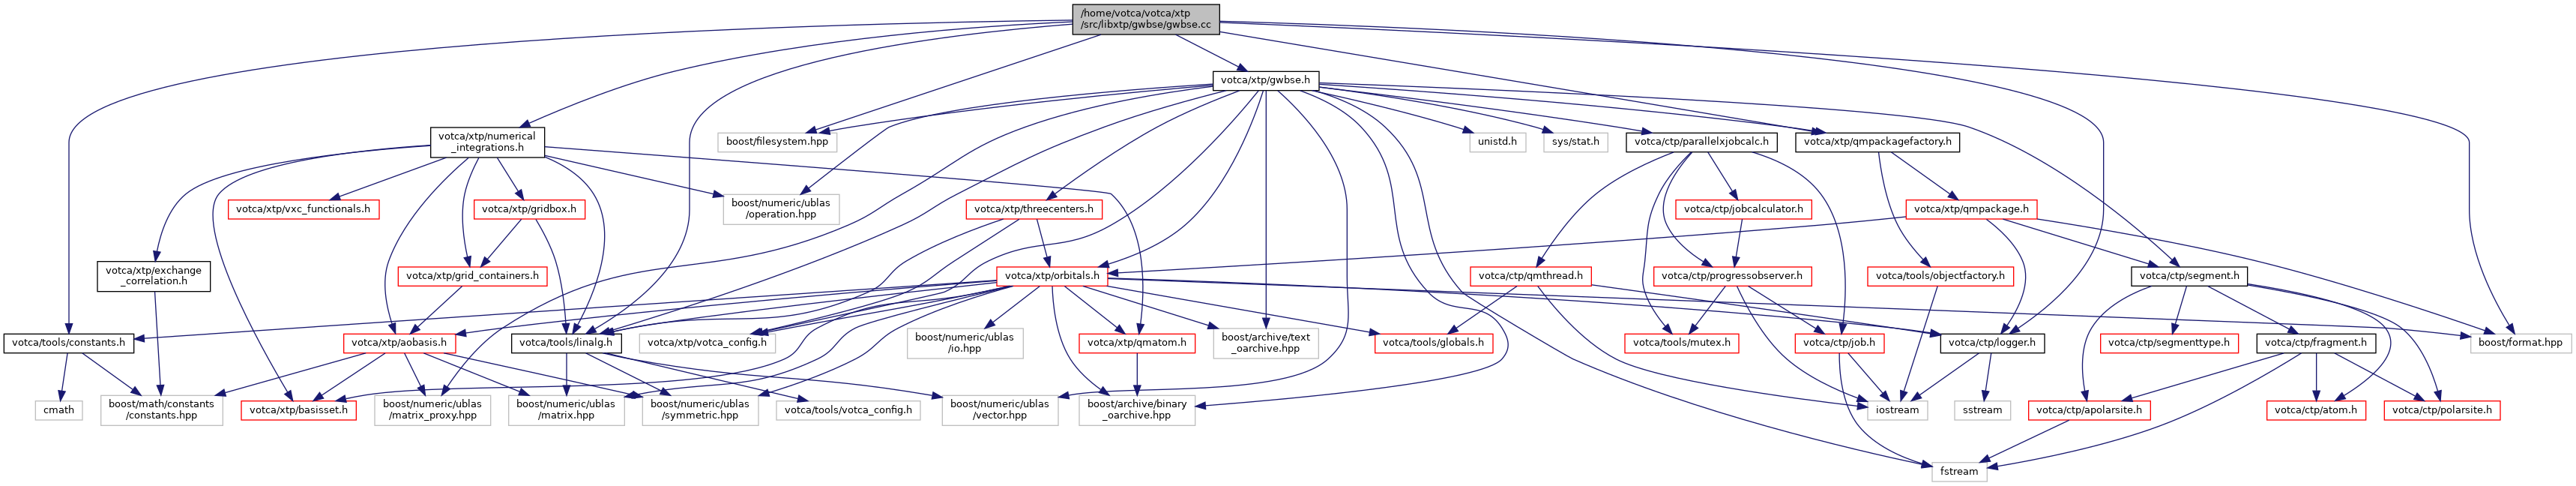 /home/votca/votca/xtp
/src/libxtp/gwbse/gwbse.cc
votca/xtp/gwbse.h
votca/xtp/numerical
_integrations.h
boost/filesystem.hpp
unistd.h
sys/stat.h
votca/ctp/parallelxjobcalc.h
votca/xtp/qmpackagefactory.h
votca/xtp/vxc_functionals.h
votca/xtp/gridbox.h
boost/numeric/ublas
/operation.hpp
votca/xtp/threecenters.h
votca/ctp/jobcalculator.h
votca/xtp/qmpackage.h
votca/xtp/exchange
_correlation.h
votca/xtp/grid_containers.h
votca/xtp/orbitals.h
votca/ctp/qmthread.h
votca/ctp/progressobserver.h
votca/tools/objectfactory.h
votca/ctp/segment.h
votca/tools/constants.h
votca/xtp/aobasis.h
votca/tools/linalg.h
votca/xtp/votca_config.h
boost/numeric/ublas
/io.hpp
votca/xtp/qmatom.h
boost/archive/text
_oarchive.hpp
votca/tools/globals.h
votca/tools/mutex.h
votca/ctp/job.h
votca/ctp/logger.h
votca/ctp/segmenttype.h
votca/ctp/fragment.h
boost/format.hpp
cmath
boost/math/constants
/constants.hpp
votca/xtp/basisset.h
boost/numeric/ublas
/matrix_proxy.hpp
boost/numeric/ublas
/matrix.hpp
boost/numeric/ublas
/symmetric.hpp
votca/tools/votca_config.h
boost/numeric/ublas
/vector.hpp
boost/archive/binary
_oarchive.hpp
iostream
sstream
votca/ctp/apolarsite.h
votca/ctp/atom.h
votca/ctp/polarsite.h
fstream